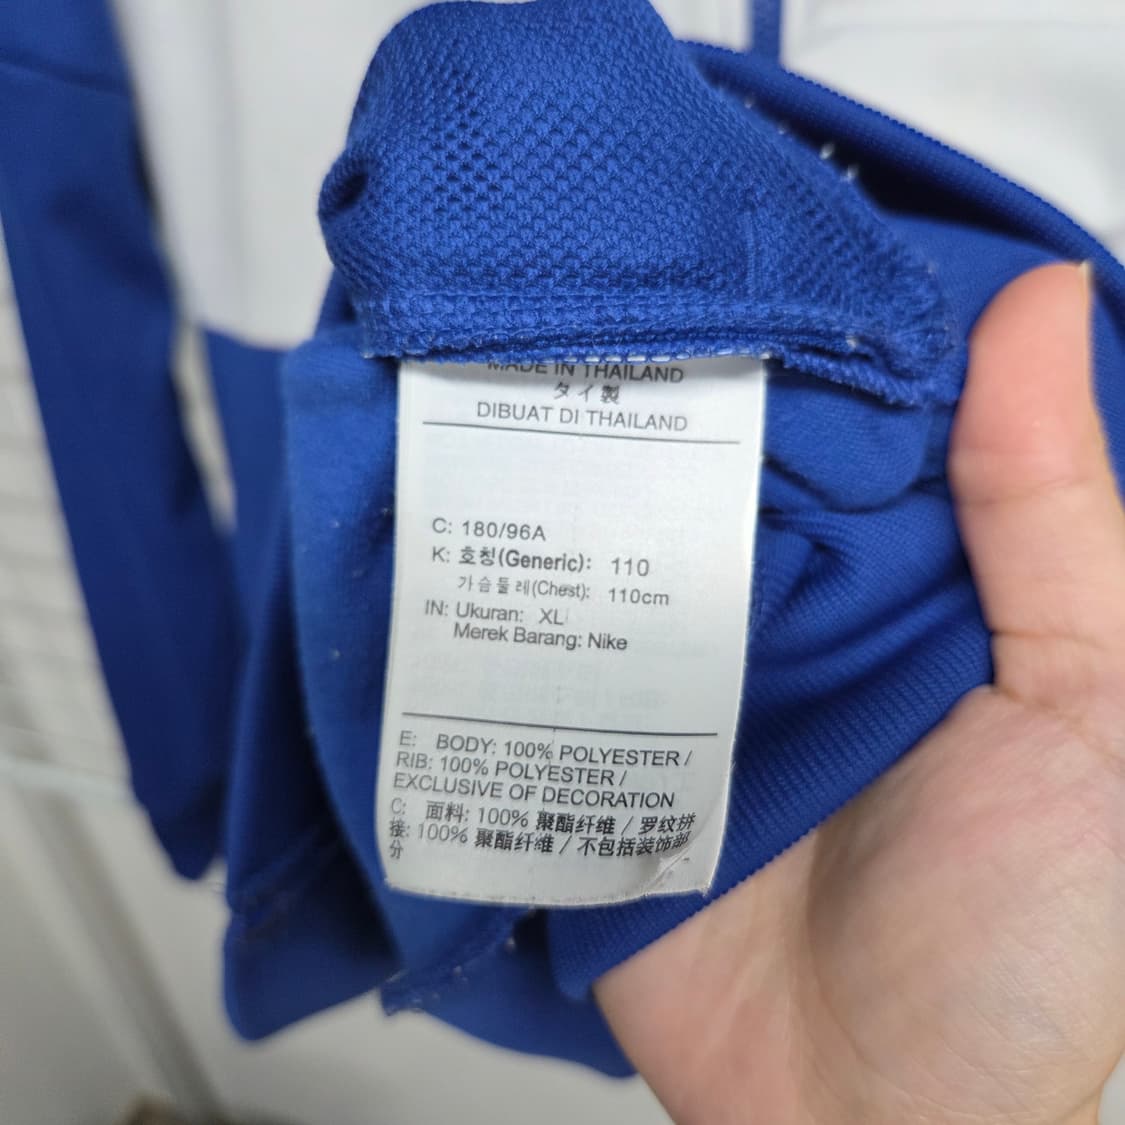 MADE IN THAILAND
タイ製
DIBUAT DI THAILAND
C: 180/96A
K: 호칭(Generic): 110
가슴둘레(Chest): 110cm
IN: Ukuran: XL
Merek Barang: Nike
E: BODY: 100% POLYESTER /
RIB: 100% POLYESTER /
EXCLUSIVE OF DECORATION
C: 面料: 100% 聚酯纤维 / 罗纹拼
接: 100% 聚酯纤维 / 不包括装饰部
分